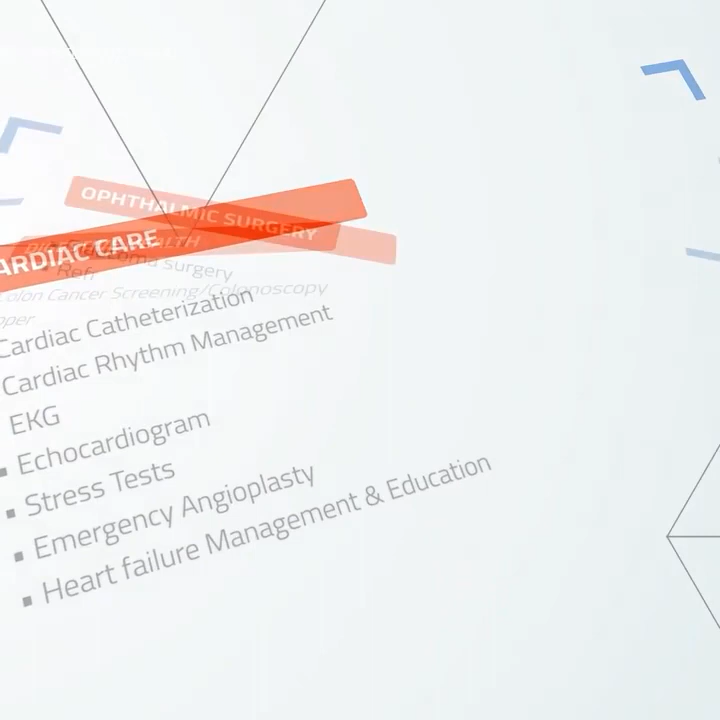 OPHTHALMIC SURGERY
ARDIAC CARE
surgery
Colon Cancer Screening/Colonoscopy
Cardiac Catheterization
Cardiac Rhythm Management
EKG
▪ Echocardiogram
▪ Stress Tests
▪ Emergency Angioplasty
▪ Heart failure Management & Education